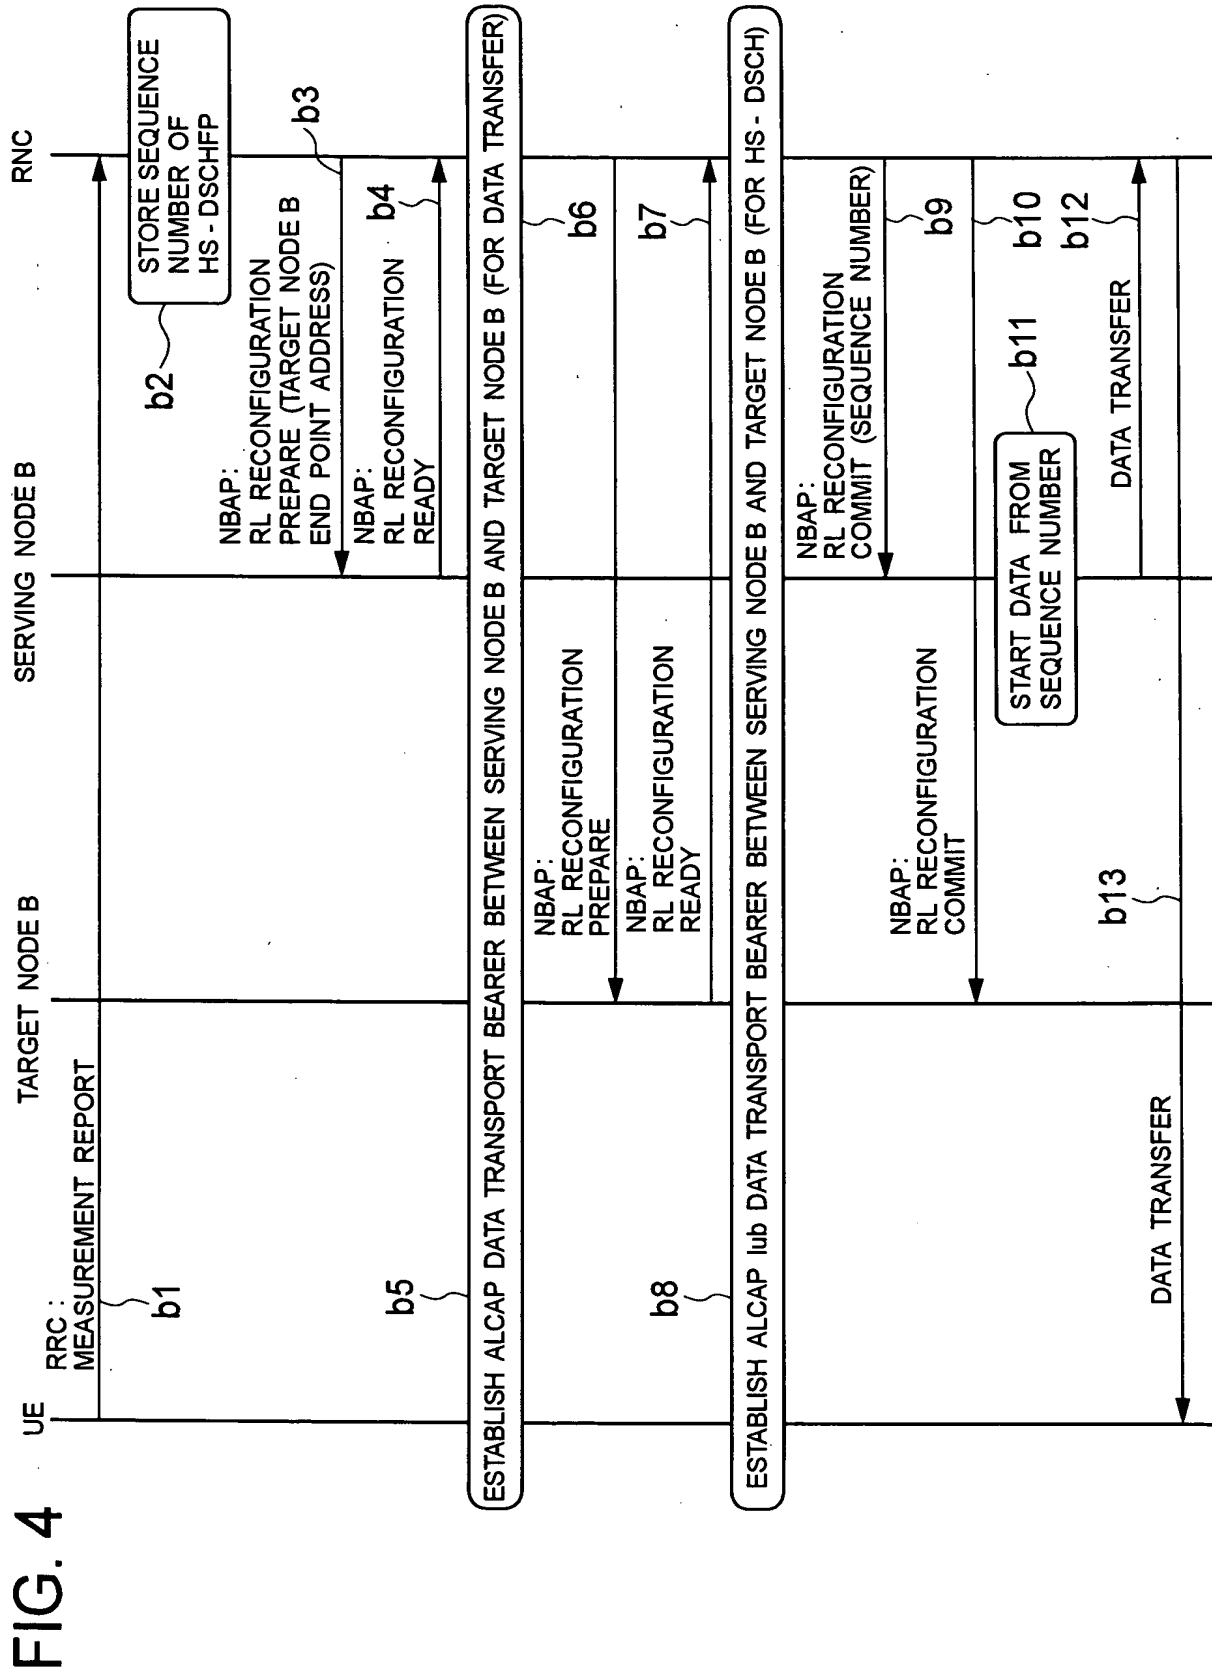 FIG. 4
UE
TARGET NODE B
SERVING NODE B
RNC
RRC :
MEASUREMENT REPORT
b1
STORE SEQUENCE
NUMBER OF
HS - DSCHFP
b2
NBAP:
RL RECONFIGURATION
PREPARE (TARGET NODE B
END POINT ADDRESS)
b3
NBAP:
RL RECONFIGURATION
READY
b4
b5
ESTABLISH ALCAP DATA TRANSPORT BEARER BETWEEN SERVING NODE B AND TARGET NODE B (FOR DATA TRANSFER)
NBAP:
RL RECONFIGURATION
PREPARE
b6
NBAP:
RL RECONFIGURATION
READY
b7
b8
ESTABLISH ALCAP Iub DATA TRANSPORT BEARER BETWEEN SERVING NODE B AND TARGET NODE B (FOR HS - DSCH)
NBAP:
RL RECONFIGURATION
COMMIT (SEQUENCE NUMBER)
b9
NBAP:
RL RECONFIGURATION
COMMIT
b10
START DATA FROM
SEQUENCE NUMBER
b11
DATA TRANSFER
b12
b13
DATA TRANSFER